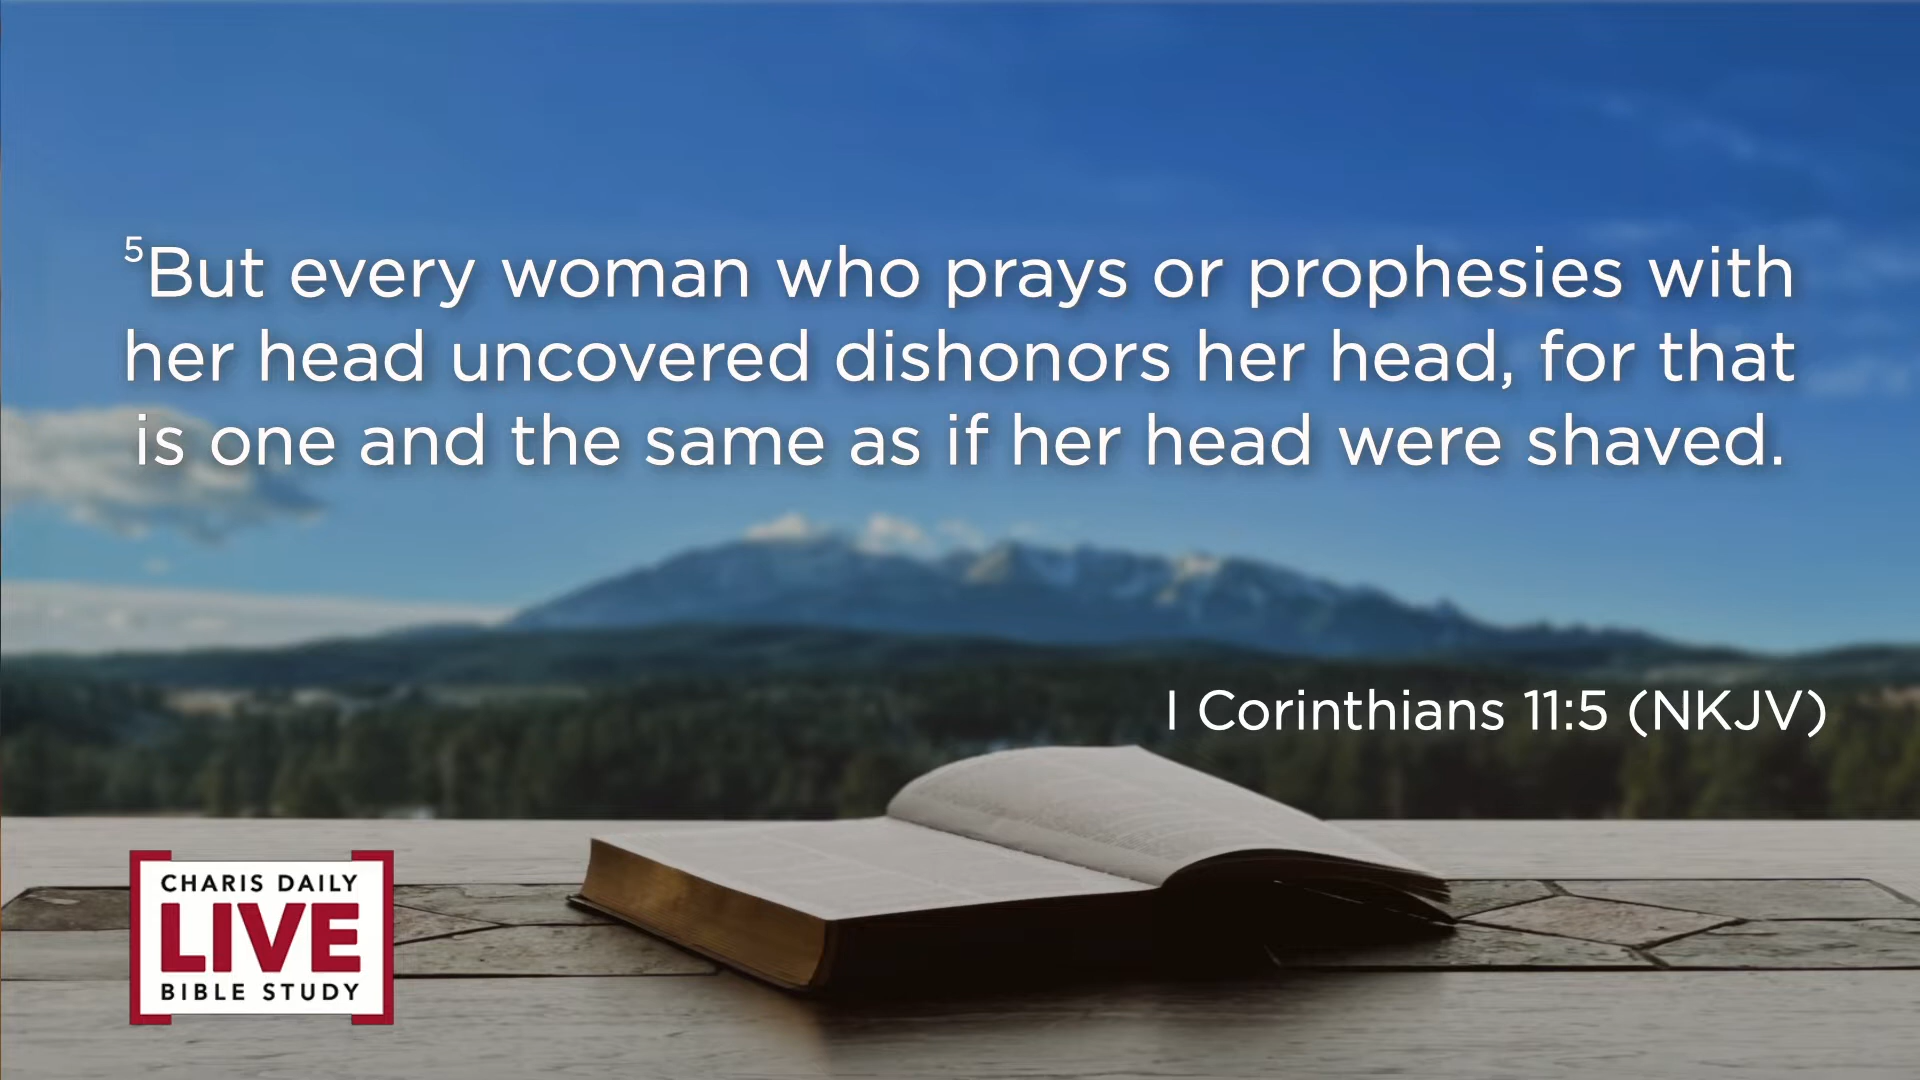 ⁵But every woman who prays or prophesies with
her head uncovered dishonors her head, for that
is one and the same as if her head were shaved.
I Corinthians 11:5 (NKJV)
CHARIS DAILY
LIVE
BIBLE STUDY